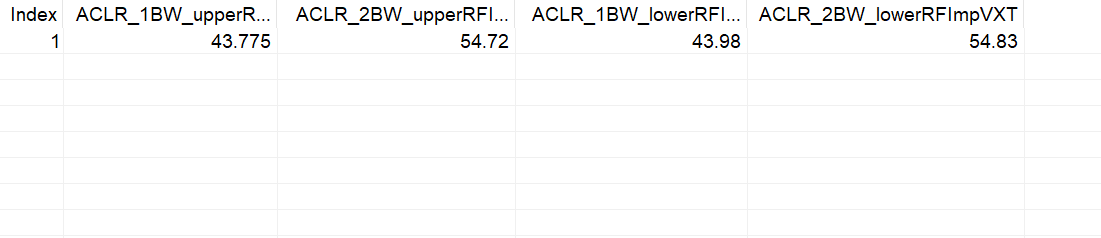 Index ACLR_1BW_upperR... ACLR_2BW_upperRFI... ACLR_1BW_lowerRFI... ACLR_2BW_lowerRFImpVXT
1 43.775 54.72 43.98 54.83